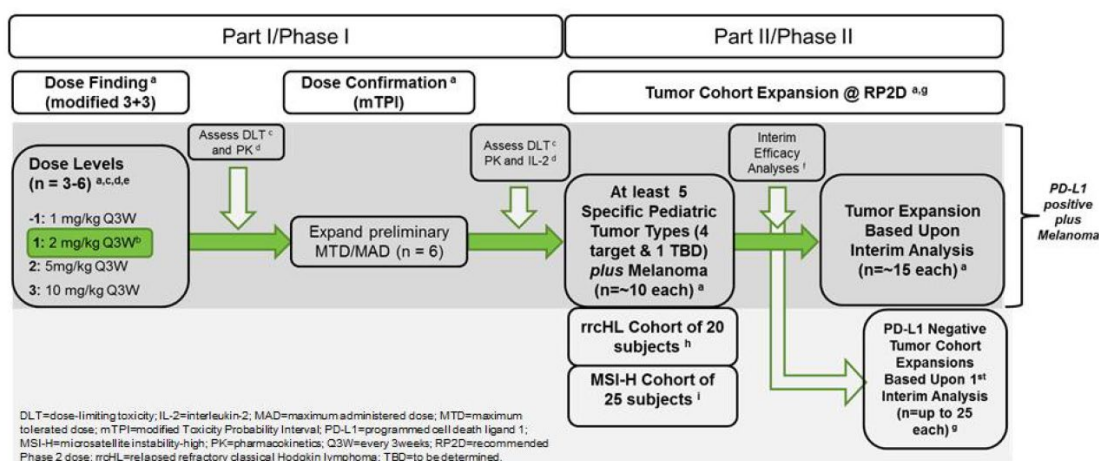 Part I/Phase I
Part II/Phase II
Dose Finding a
(modified 3+3)
Dose Confirmation a
(mTPI)
Tumor Cohort Expansion @ RP2D a,g
Assess DLT c
and PK d
Assess DLT c
PK and IL-2 d
Interim
Efficacy
Analyses f
Dose Levels
(n = 3-6) a,c,d,e
-1: 1 mg/kg Q3W
1: 2 mg/kg Q3W b
2: 5mg/kg Q3W
3: 10 mg/kg Q3W
Expand preliminary
MTD/MAD (n = 6)
At least 5
Specific Pediatric
Tumor Types (4
target & 1 TBD)
plus Melanoma
(n=~10 each) a
Tumor Expansion
Based Upon
Interim Analysis
(n=~15 each) a
PD-L1
positive
plus
Melanoma
rrcHL Cohort of 20
subjects h
MSI-H Cohort of
25 subjects i
PD-L1 Negative
Tumor Cohort
Expansions
Based Upon 1st
Interim Analysis
(n=up to 25
each) g
DLT=dose-limiting toxicity; IL-2=interleukin-2; MAD=maximum administered dose; MTD=maximum
tolerated dose; mTPI=modified Toxicity Probability Interval; PD-L1=programmed cell death ligand 1;
MSI-H=microsatellite instability-high; PK=pharmacokinetics; Q3W=every 3weeks; RP2D=recommended
Phase 2 dose; rrcHL=relapsed refractory classical Hodgkin lymphoma; TBD=to be determined.